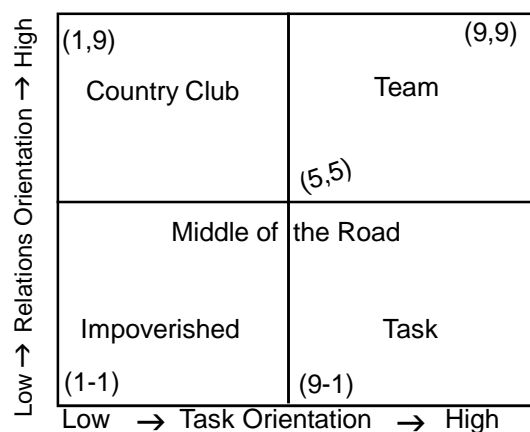 (1,9)
(9,9)
Country Club
Team
(5,5)
Middle of the Road
Impoverished
Task
(1-1)
(9-1)
Low → Relations Orientation → High
Low → Task Orientation → High